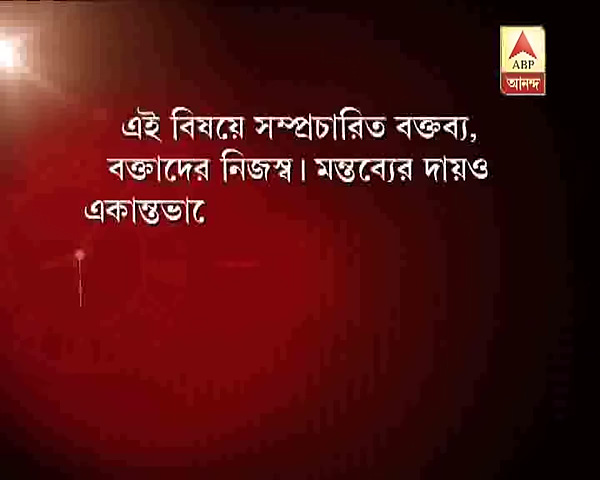 ABP
আনন্দ
এই বিষয়ে সম্প্রচারিত বক্তব্য,
বক্তাদের নিজস্ব। মন্তব্যের দায়ও
একান্তভাে